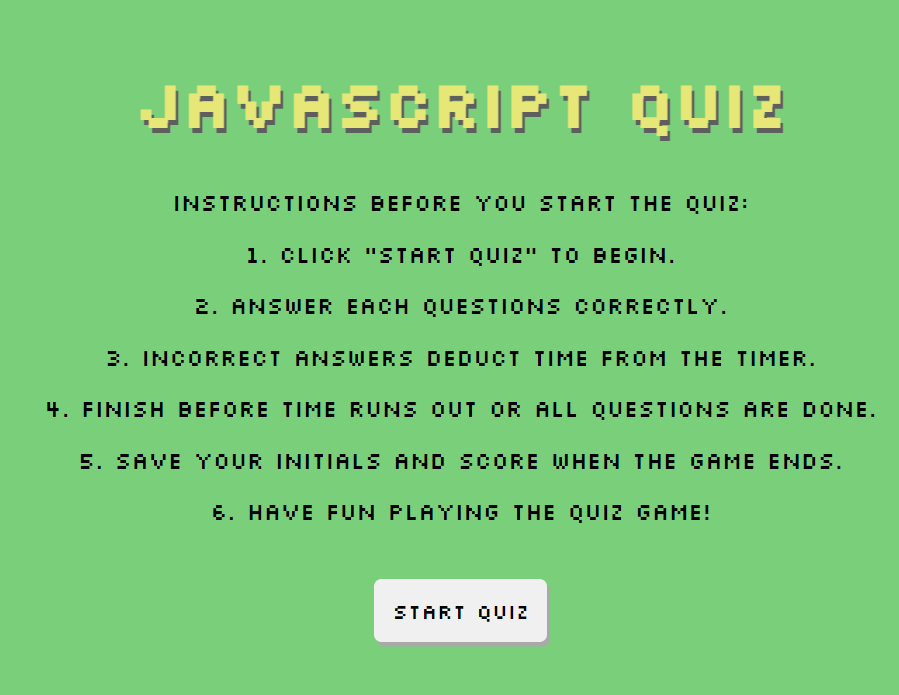 JAVASCRIPT QUIZ
INSTRUCTIONS BEFORE YOU START THE QUIZ:
1. CLICK "START QUIZ" TO BEGIN.
2. ANSWER EACH QUESTIONS CORRECTLY.
3. INCORRECT ANSWERS DEDUCT TIME FROM THE TIMER.
4. FINISH BEFORE TIME RUNS OUT OR ALL QUESTIONS ARE DONE.
5. SAVE YOUR INITIALS AND SCORE WHEN THE GAME ENDS.
6. HAVE FUN PLAYING THE QUIZ GAME!
START QUIZ